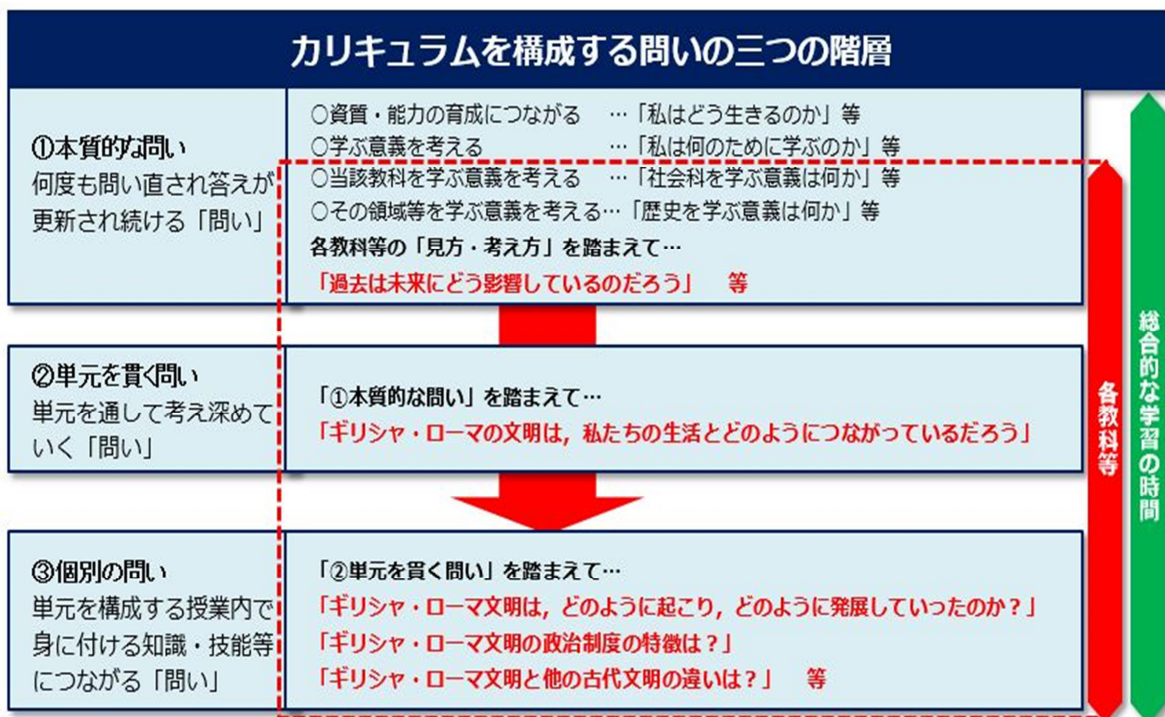 カリキュラムを構成する問いの三つの階層
①本質的な問い
何度も問い直され答えが
更新され続ける「問い」
○資質・能力の育成につながる …「私はどう生きるのか」等
○学ぶ意義を考える …「私は何のために学ぶのか」等
○当該教科を学ぶ意義を考える …「社会科を学ぶ意義は何か」等
○その領域等を学ぶ意義を考える…「歴史を学ぶ意義は何か」等
各教科等の「見方・考え方」を踏まえて…
「過去は未来にどう影響しているのだろう」 等
②単元を貫く問い
単元を通して考え深めて
いく「問い」
「①本質的な問い」を踏まえて…
「ギリシャ・ローマの文明は，私たちの生活とどのようにつながっているだろう」
③個別の問い
単元を構成する授業内で
身に付ける知識・技能等
につながる「問い」
「②単元を貫く問い」を踏まえて…
「ギリシャ・ローマ文明は，どのように起こり，どのように発展していったのか？」
「ギリシャ・ローマ文明の政治制度の特徴は？」
「ギリシャ・ローマ文明と他の古代文明の違いは？」 等
各教科等
総合的な学習の時間